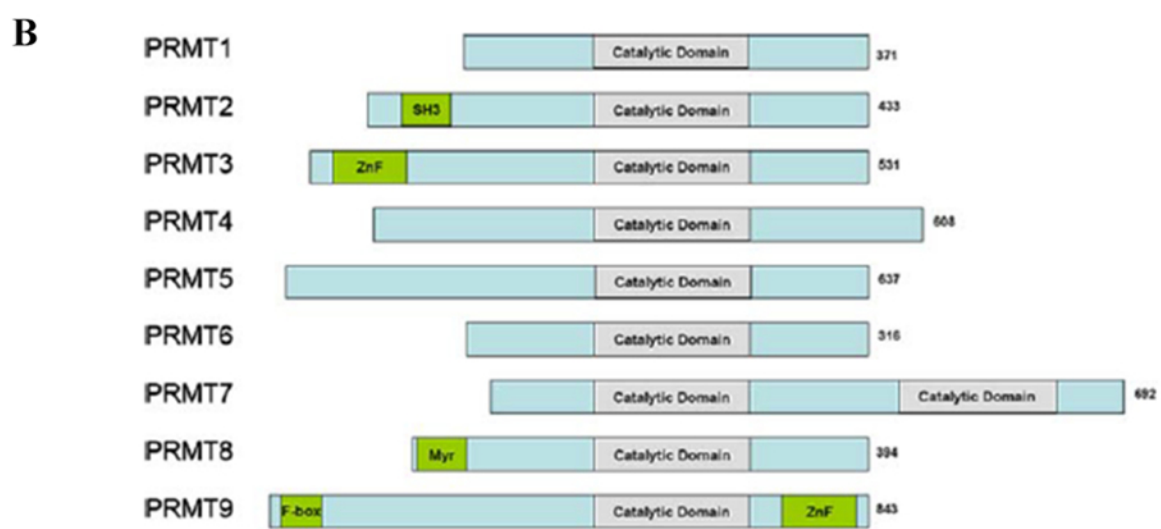 B
PRMT1 Catalytic Domain 371
PRMT2 SH3 Catalytic Domain 433
PRMT3 ZnF Catalytic Domain 531
PRMT4 Catalytic Domain 608
PRMT5 Catalytic Domain 637
PRMT6 Catalytic Domain 316
PRMT7 Catalytic Domain Catalytic Domain 692
PRMT8 Myr Catalytic Domain 394
PRMT9 F-box Catalytic Domain ZnF 843